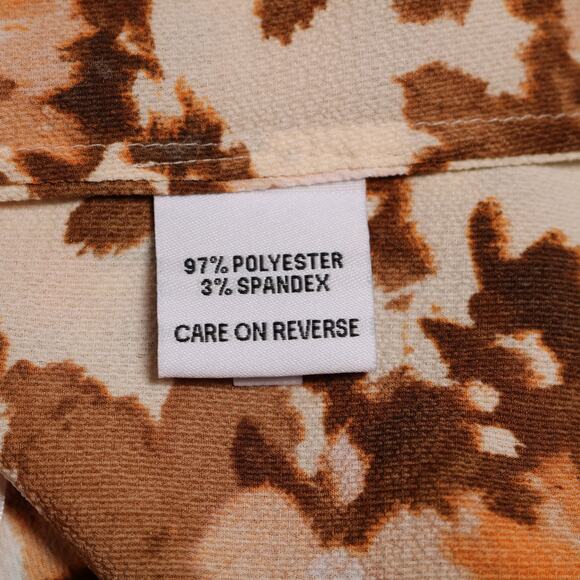 97% POLYESTER
3% SPANDEX
CARE ON REVERSE